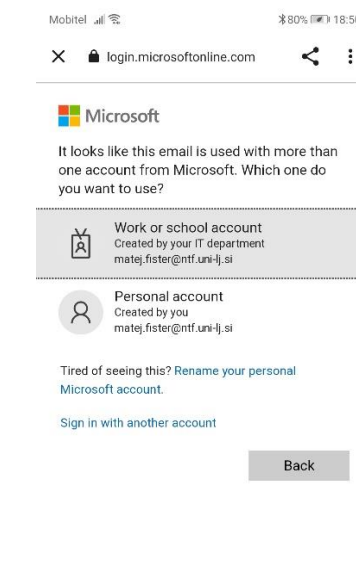 Mobitel 80% 18:50
login.microsoftonline.com
Microsoft
It looks like this email is used with more than
one account from Microsoft. Which one do
you want to use?
Work or school account
Created by your IT department
matej.fister@ntf.uni-lj.si
Personal account
Created by you
matej.fister@ntf.uni-lj.si
Tired of seeing this? Rename your personal
Microsoft account.
Sign in with another account
Back